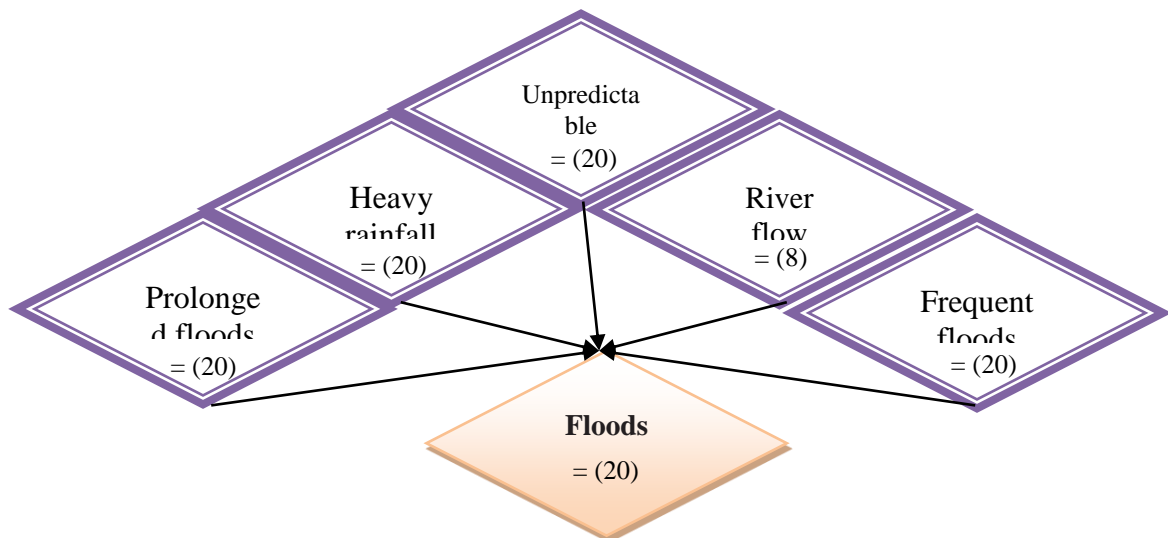 Unpredicta
ble
= (20)
Heavy
rainfall
= (20)
River
flow
= (8)
Prolonge
d floods
= (20)
Frequent
floods
= (20)
Floods
= (20)